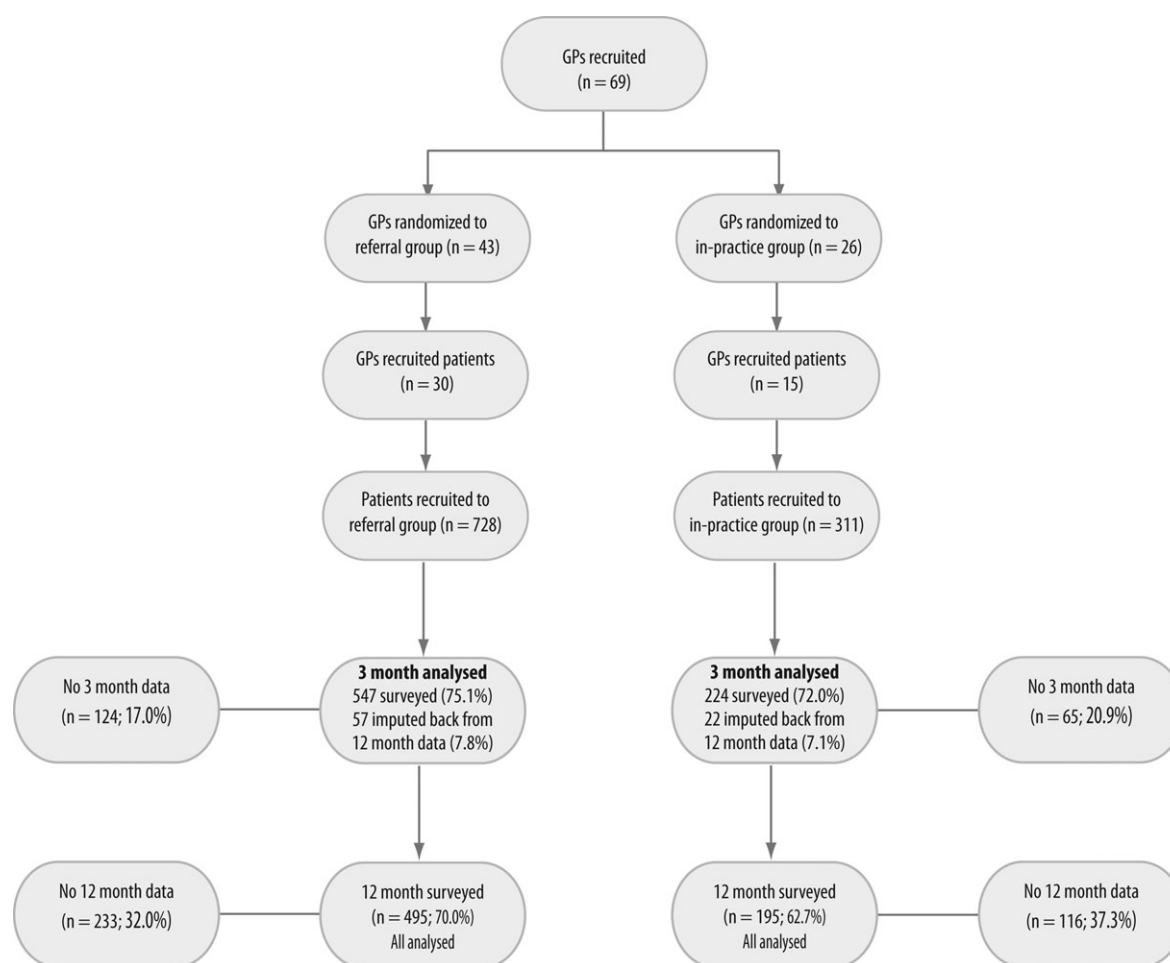 GPs recruited
(n = 69)
GPs randomized to
referral group (n = 43)
GPs randomized to
in-practice group (n = 26)
GPs recruited patients
(n = 30)
GPs recruited patients
(n = 15)
Patients recruited to
referral group (n = 728)
Patients recruited to
in-practice group (n = 311)
No 3 month data
(n = 124; 17.0%)
3 month analysed
547 surveyed (75.1%)
57 imputed back from
12 month data (7.8%)
3 month analysed
224 surveyed (72.0%)
22 imputed back from
12 month data (7.1%)
No 3 month data
(n = 65; 20.9%)
No 12 month data
(n = 233; 32.0%)
12 month surveyed
(n = 495; 70.0%)
All analysed
12 month surveyed
(n = 195; 62.7%)
All analysed
No 12 month data
(n = 116; 37.3%)